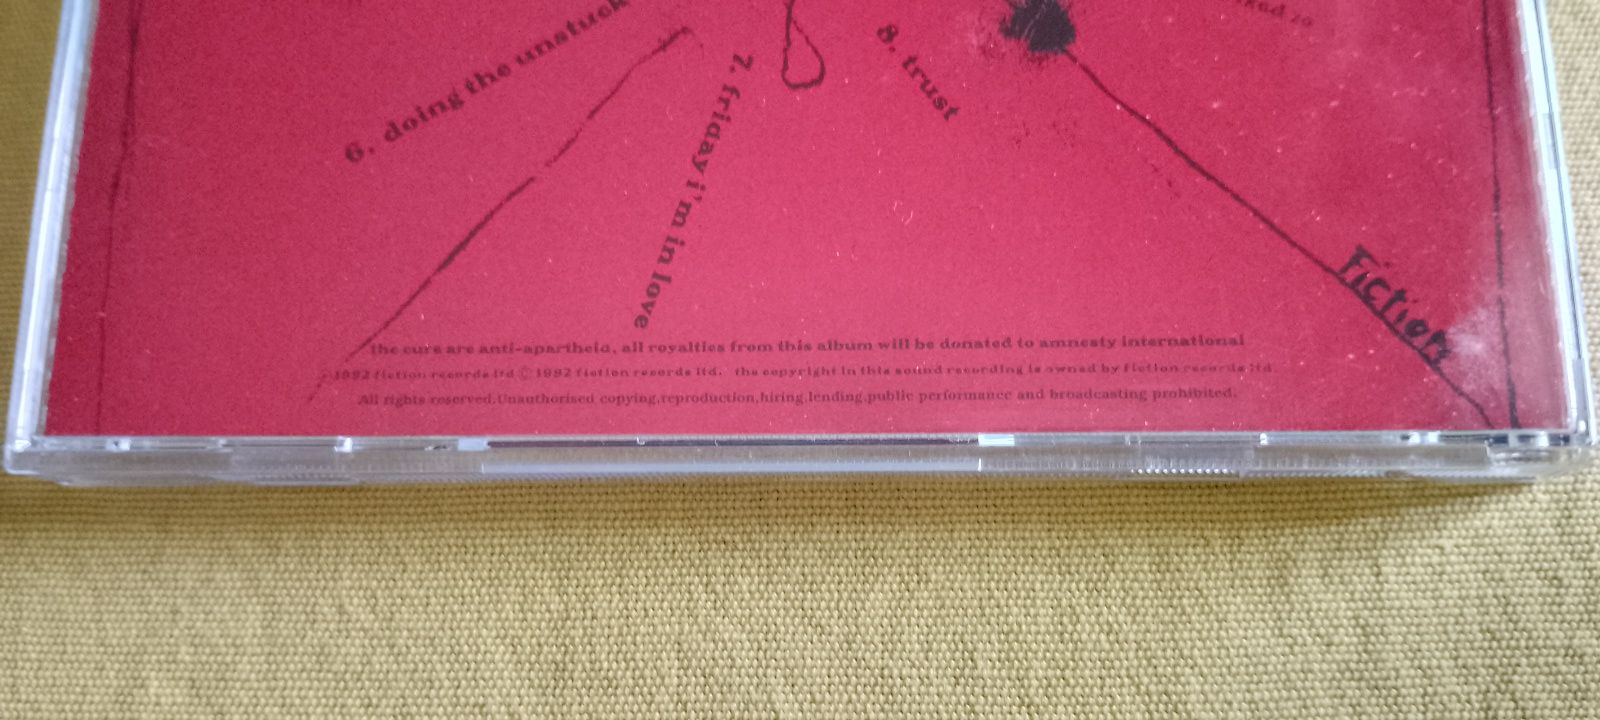 6. doing the unstuck
7. friday i'm in love
8. trust
Fiction
the cure are anti-apartheid, all royalties from this album will be donated to amnesty international
1992 fiction records ltd © 1992 fiction records ltd. the copyright in this sound recording is owned by fiction records ltd.
All rights reserved.Unauthorised copying,reproduction,hiring,lending,public performance and broadcasting prohibited.